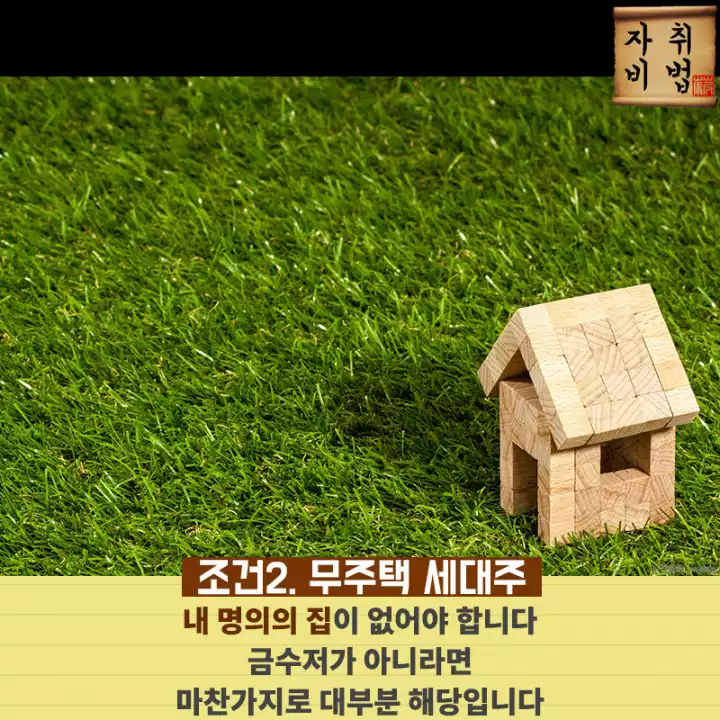 자취
비법
조건2. 무주택 세대주
내 명의의 집이 없어야 합니다
금수저가 아니라면
마찬가지로 대부분 해당입니다